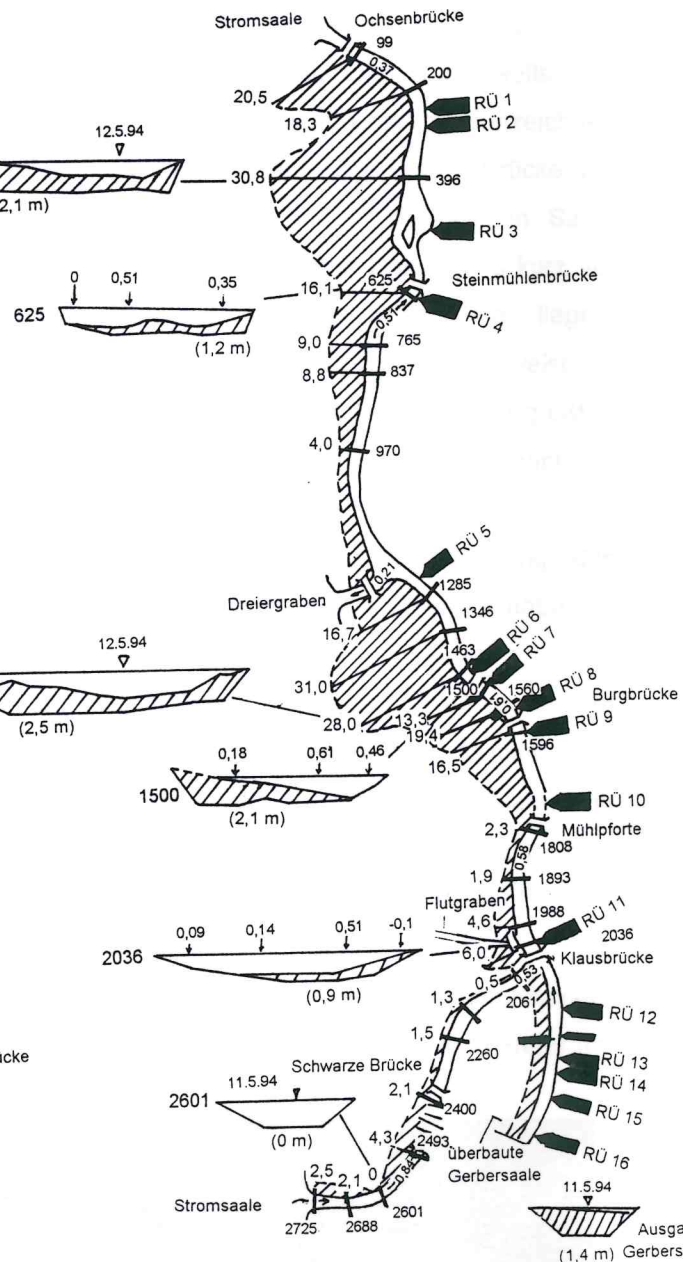 Stromsaale
Ochsenbrücke
99
0,37
200
20,5
18,3
RÜ 1
RÜ 2
12.5.94
30,8
396
2,1 m)
RÜ 3
Steinmühlenbrücke
0 0,51 0,35
16,1
625
RÜ 4
625
(1,2 m)
0,51
9,0
765
8,8
837
4,0
970
RÜ 5
0,21
1285
Dreiergraben
16,7
1346
RÜ 6
1463
RÜ 7
12.5.94
31,0
1500
1560
RÜ 8
Burgbrücke
0,61
(2,5 m)
28,0
13,3
19,4
RÜ 9
1596
0,18 0,61 0,46
16,5
1500
(2,1 m)
RÜ 10
2,3
Mühlpforte
1808
0,58
1,9
1893
Flutgraben
4,6
1988
RÜ 11
0,09 0,14 0,51 -0,1
2036
2036
6,0
Klausbrücke
(0,9 m)
0,5
0,53
2061
1,3
RÜ 12
1,5
2260
ücke
Schwarze Brücke
RÜ 13
11.5.94
RÜ 14
2601
2,1
2400
RÜ 15
(0 m)
4,3
2493
überbaute
Gerbersaale
RÜ 16
0
0,84
2,5
2,1
Stromsaale
2601
2725
2688
11.5.94
Ausga
(1,4 m)
Gerbers